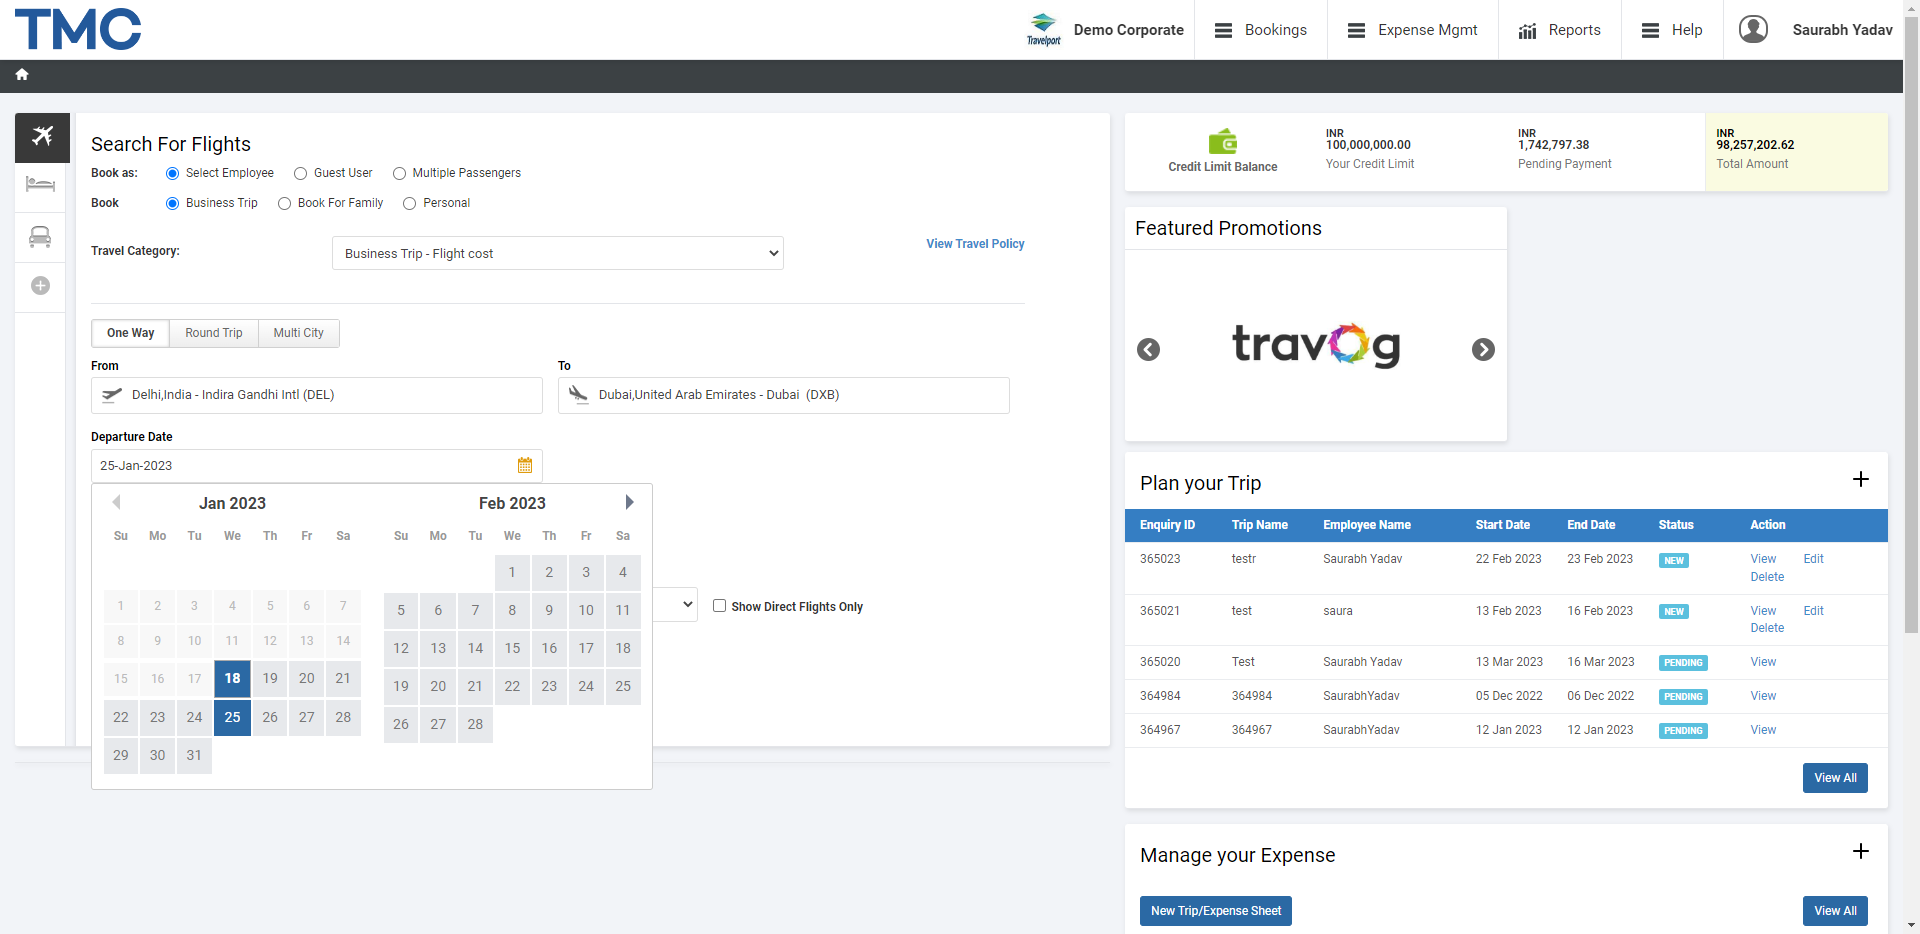 TMC
Travelport
Demo Corporate
Bookings
Expense Mgmt
Reports
Help
Saurabh Yadav
Search For Flights
Book as: Select Employee Guest User Multiple Passengers
Book Business Trip Book For Family Personal
Travel Category: Business Trip - Flight cost View Travel Policy
One Way Round Trip Multi City
From To
Delhi,India - Indira Gandhi Intl (DEL) Dubai,United Arab Emirates - Dubai (DXB)
Departure Date
25-Jan-2023
Jan 2023 Feb 2023
Su Mo Tu We Th Fr Sa Su Mo Tu We Th Fr Sa
1 2 3 4
1 2 3 4 5 6 7 5 6 7 8 9 10 11
Show Direct Flights Only
8 9 10 11 12 13 14 12 13 14 15 16 17 18
15 16 17 18 19 20 21 19 20 21 22 23 24 25
22 23 24 25 26 27 28 26 27 28
29 30 31
Credit Limit Balance
INR
100,000,000.00
Your Credit Limit
INR
1,742,797.38
Pending Payment
INR
98,257,202.62
Total Amount
Featured Promotions
travog
Plan your Trip
Enquiry ID Trip Name Employee Name Start Date End Date Status Action
365023 testr Saurabh Yadav 22 Feb 2023 23 Feb 2023 NEW View Edit
Delete
365021 test saura 13 Feb 2023 16 Feb 2023 NEW View Edit
Delete
365020 Test Saurabh Yadav 13 Mar 2023 16 Mar 2023 PENDING View
364984 364984 SaurabhYadav 05 Dec 2022 06 Dec 2022 PENDING View
364967 364967 SaurabhYadav 12 Jan 2023 12 Jan 2023 PENDING View
View All
Manage your Expense
New Trip/Expense Sheet View All